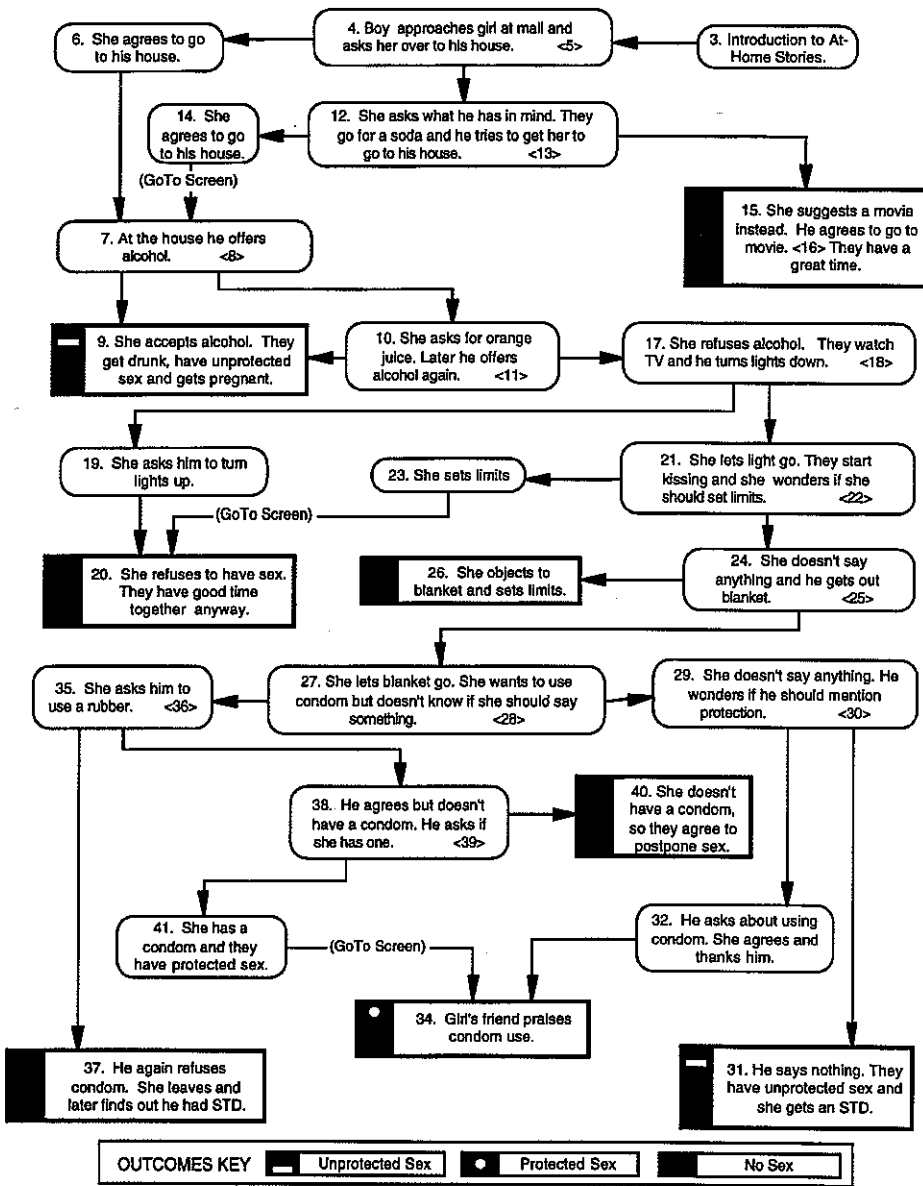 6. She agrees to go
to his house.
4. Boy approaches girl at mall and
asks her over to his house. <5>
3. Introduction to At-
Home Stories.
14. She
agrees to go
to his house.
12. She asks what he has in mind. They
go for a soda and he tries to get her to
go to his house. <13>
(GoTo Screen)
15. She suggests a movie
instead. He agrees to go to
movie. <16> They have a
great time.
7. At the house he offers
alcohol. <8>
9. She accepts alcohol. They
get drunk, have unprotected
sex and gets pregnant.
10. She asks for orange
juice. Later he offers
alcohol again. <11>
17. She refuses alcohol. They watch
TV and he turns lights down. <18>
19. She asks him to turn
lights up.
23. She sets limits
21. She lets light go. They start
kissing and she wonders if she
should set limits. <22>
(GoTo Screen)
20. She refuses to have sex.
They have good time
together anyway.
26. She objects to
blanket and sets limits.
24. She doesn't say
anything and he gets out
blanket. <25>
35. She asks him to
use a rubber. <36>
27. She lets blanket go. She wants to use
condom but doesn't know if she should say
something. <28>
29. She doesn't say anything. He
wonders if he should mention
protection. <30>
38. He agrees but doesn't
have a condom. He asks if
she has one. <39>
40. She doesn't
have a condom,
so they agree to
postpone sex.
41. She has a
condom and they
have protected sex.
(GoTo Screen)
32. He asks about using
condom. She agrees and
thanks him.
34. Girl's friend praises
condom use.
37. He again refuses
condom. She leaves and
later finds out he had STD.
31. He says nothing. They
have unprotected sex and
she gets an STD.
OUTCOMES KEY Unprotected Sex Protected Sex No Sex